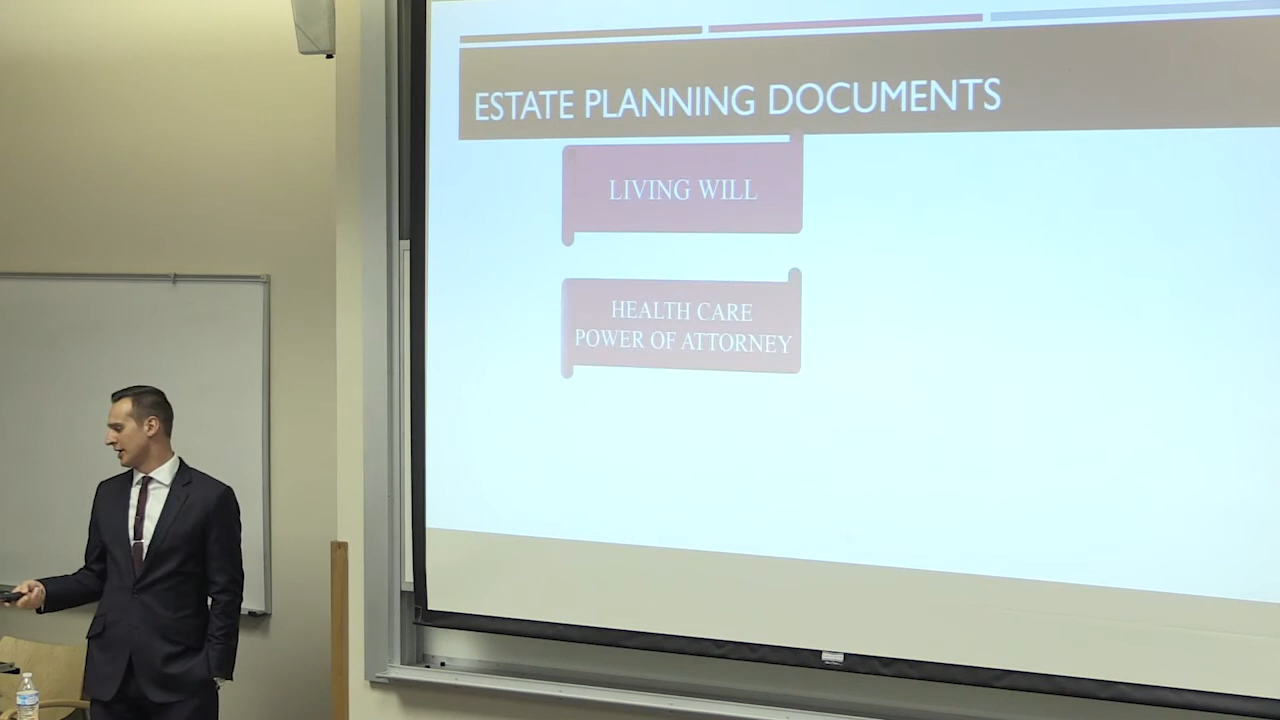 ESTATE PLANNING DOCUMENTS
LIVING WILL
HEALTH CARE
POWER OF ATTORNEY